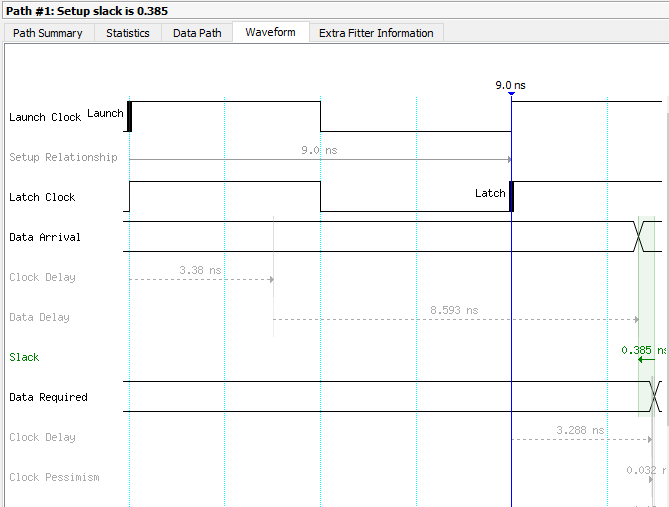 Path #1: Setup slack is 0.385
Path Summary Statistics Data Path Waveform Extra Fitter Information
9.0 ns
Launch Clock Launch
Setup Relationship 9.0 ns
Latch Clock Latch
Data Arrival
Clock Delay 3.38 ns
Data Delay 8.593 ns
Slack 0.385 ns
Data Required
Clock Delay 3.288 ns
Clock Pessimism 0.032